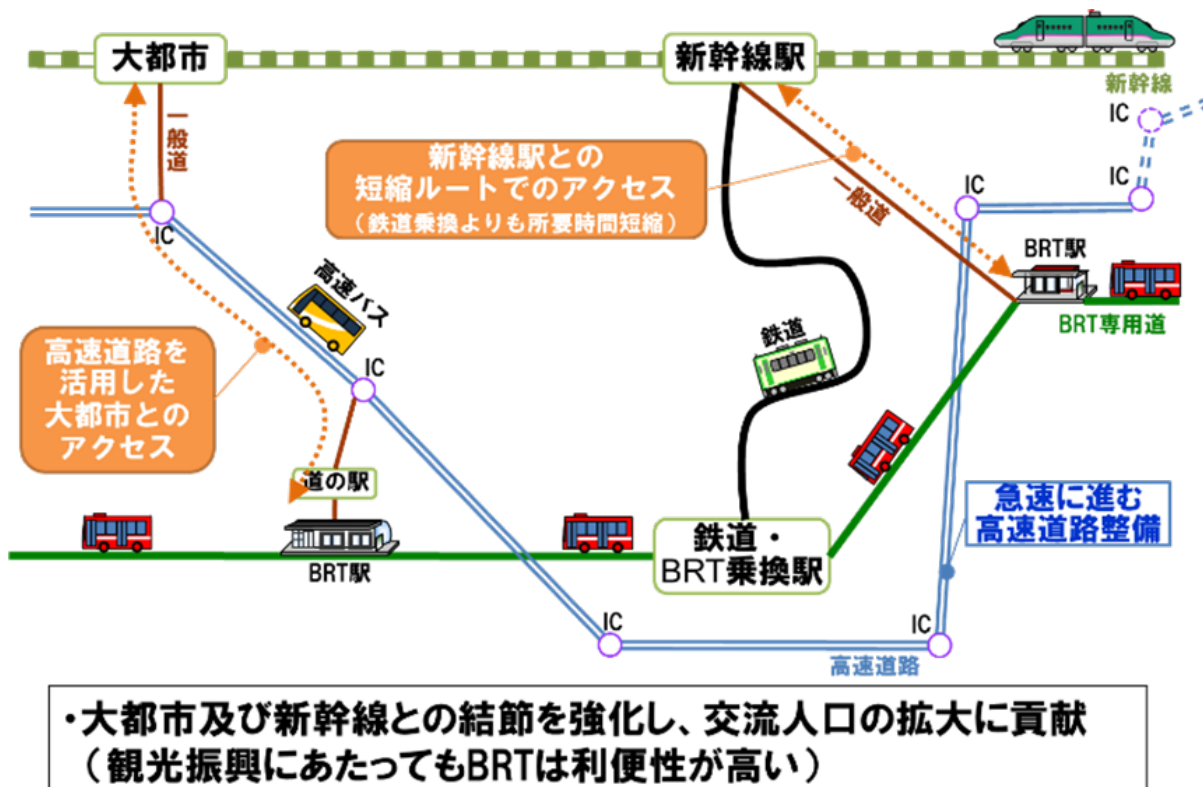 大都市
新幹線駅
新幹線
一般道
IC
IC
IC
新幹線駅との
短縮ルートでのアクセス
（鉄道乗換よりも所要時間短縮）
一般道
IC
BRT駅
BRT専用道
高速バス
鉄道
高速道路を
活用した
大都市との
アクセス
IC
道の駅
BRT駅
鉄道・
BRT乗換駅
急速に進む
高速道路整備
IC
IC
高速道路
・大都市及び新幹線との結節を強化し、交流人口の拡大に貢献
（観光振興にあたってもBRTは利便性が高い）